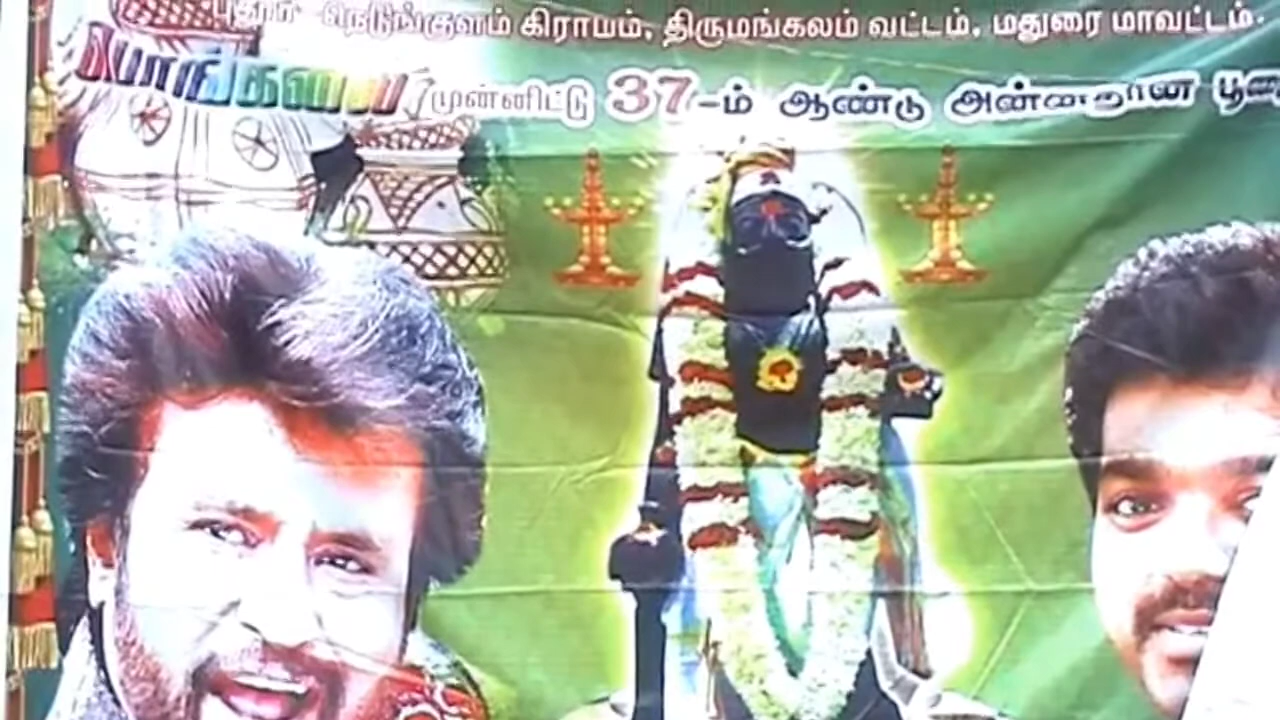 நெடுங்குளம் கிராமம், திருமங்கலம் வட்டம், மதுரை மாவட்டம்.
பொங்கலை முன்னிட்டு 37-ம் ஆண்டு அன்னதான